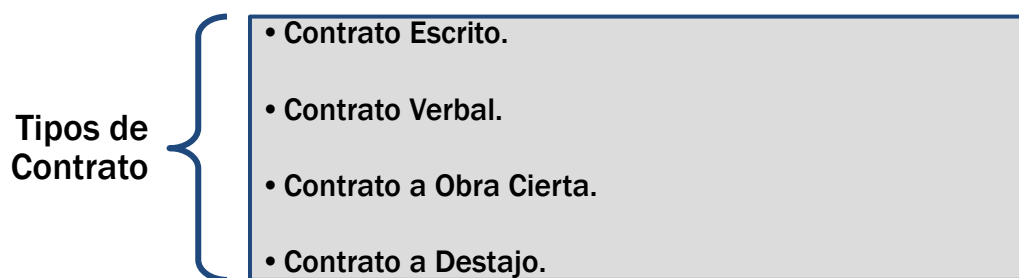 Tipos de
Contrato
• Contrato Escrito.
• Contrato Verbal.
• Contrato a Obra Cierta.
• Contrato a Destajo.